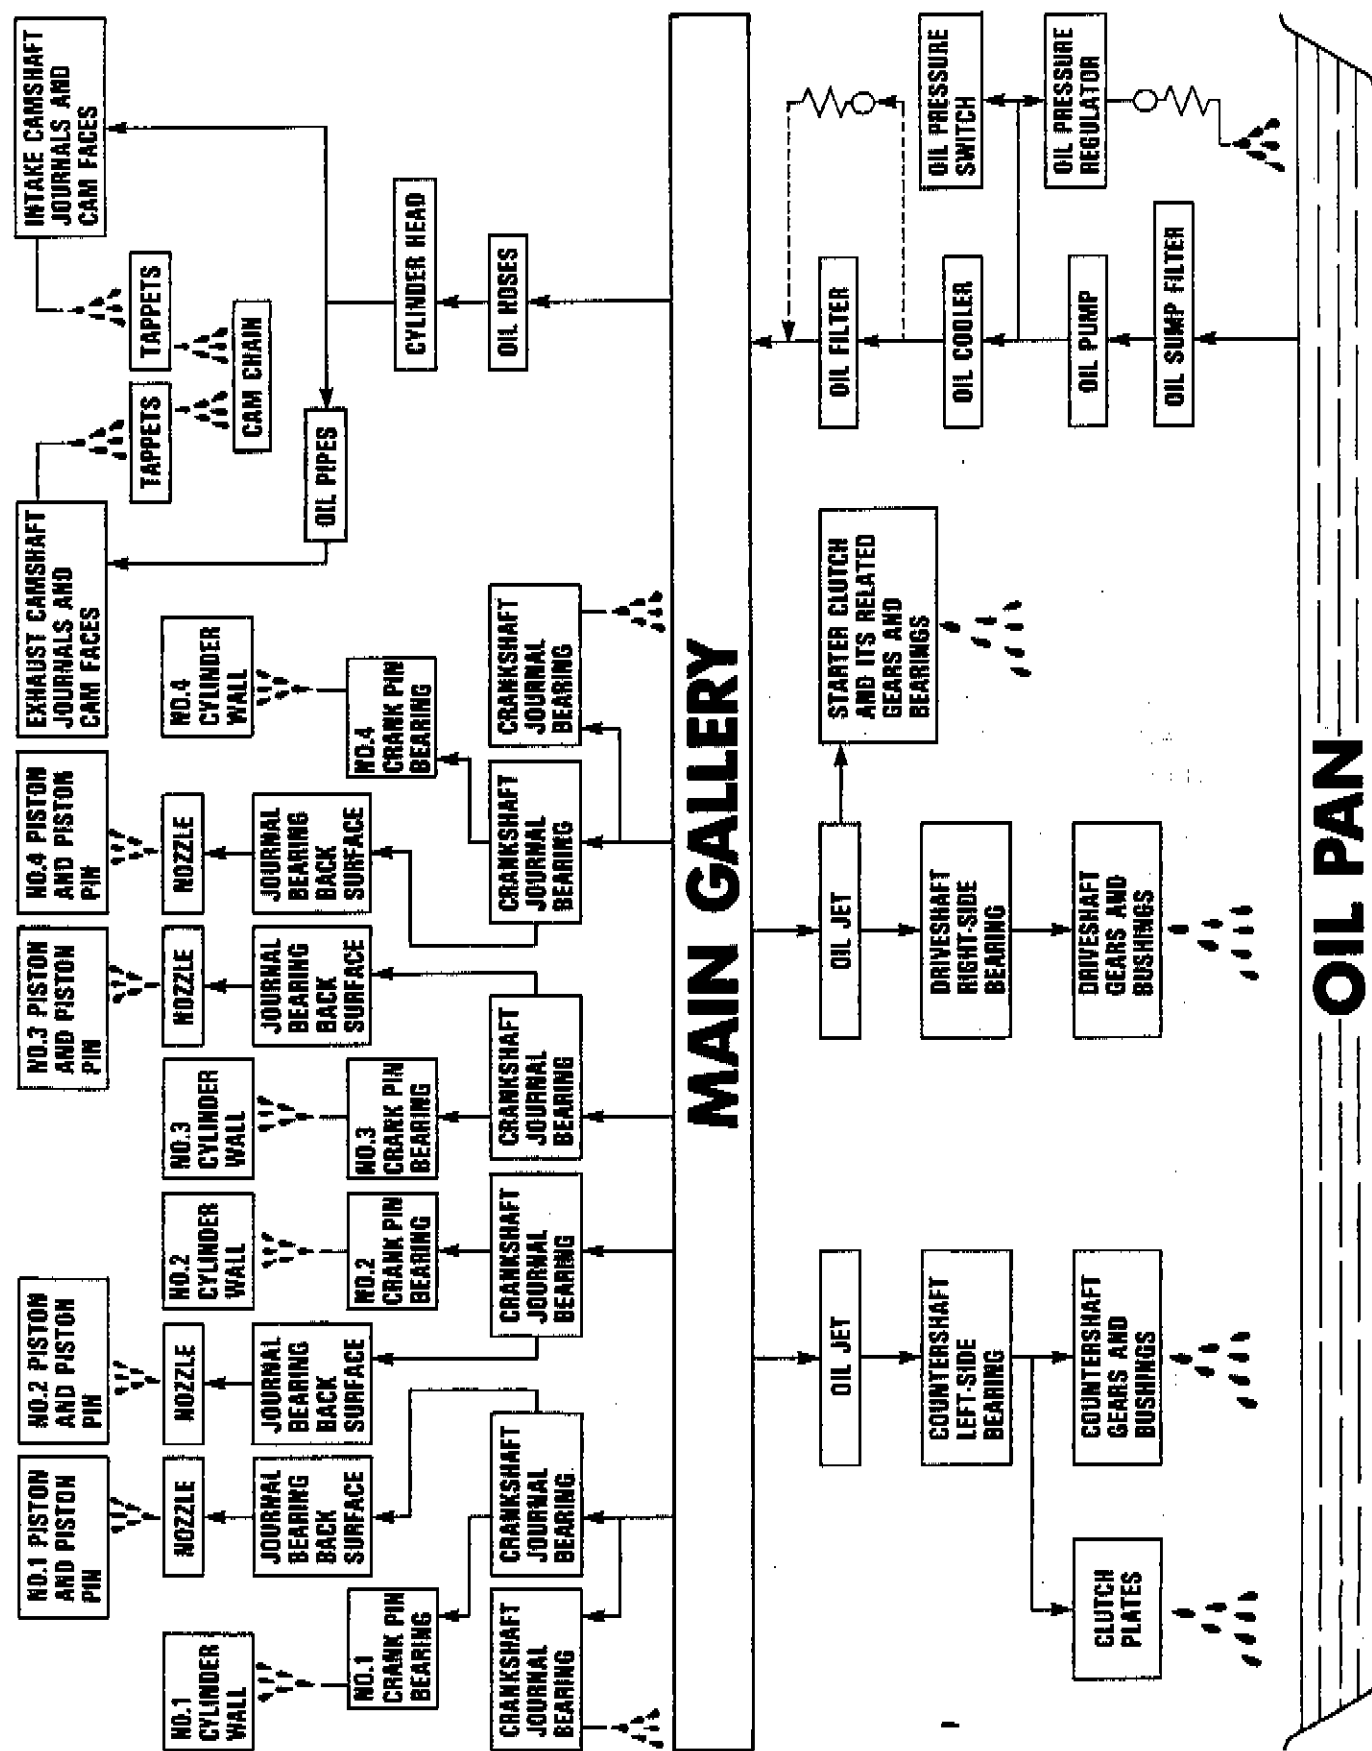 NO.1 PISTON
AND PISTON
PIN
NO.2 PISTON
AND PISTON
PIN
NO.3 PISTON
AND PISTON
PIN
NO.4 PISTON
AND PISTON
PIN
EXHAUST CAMSHAFT
JOURNALS AND
CAM FACES
INTAKE CAMSHAFT
JOURNALS AND
CAM FACES
TAPPETS
TAPPETS
CAM CHAIN
NO.1
CYLINDER
WALL
NOZZLE
NOZZLE
NO.2
CYLINDER
WALL
NO.3
CYLINDER
WALL
NOZZLE
NOZZLE
NO.4
CYLINDER
WALL
JOURNAL
BEARING
BACK
SURFACE
JOURNAL
BEARING
BACK
SURFACE
JOURNAL
BEARING
BACK
SURFACE
JOURNAL
BEARING
BACK
SURFACE
OIL PIPES
NO.1
CRANK PIN
BEARING
NO.2
CRANK PIN
BEARING
NO.3
CRANK PIN
BEARING
NO.4
CRANK PIN
BEARING
CYLINDER HEAD
CRANKSHAFT
JOURNAL
BEARING
CRANKSHAFT
JOURNAL
BEARING
CRANKSHAFT
JOURNAL
BEARING
CRANKSHAFT
JOURNAL
BEARING
CRANKSHAFT
JOURNAL
BEARING
CRANKSHAFT
JOURNAL
BEARING
OIL HOSES
MAIN GALLERY
OIL JET
OIL JET
STARTER CLUTCH
AND ITS RELATED
GEARS AND
BEARINGS
OIL FILTER
COUNTERSHAFT
LEFT-SIDE
BEARING
DRIVESHAFT
RIGHT-SIDE
BEARING
OIL COOLER
OIL PRESSURE
SWITCH
CLUTCH
PLATES
COUNTERSHAFT
GEARS AND
BUSHINGS
DRIVESHAFT
GEARS AND
BUSHINGS
OIL PUMP
OIL PRESSURE
REGULATOR
OIL SUMP FILTER
OIL PAN